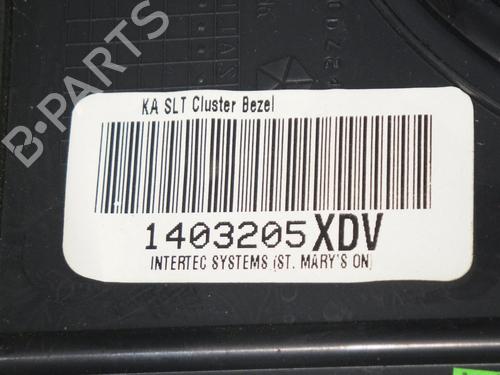 KA SLT Cluster Bezel
1403205XDV
INTERTEC SYSTEMS (ST. MARY'S ON)
B-PARTS